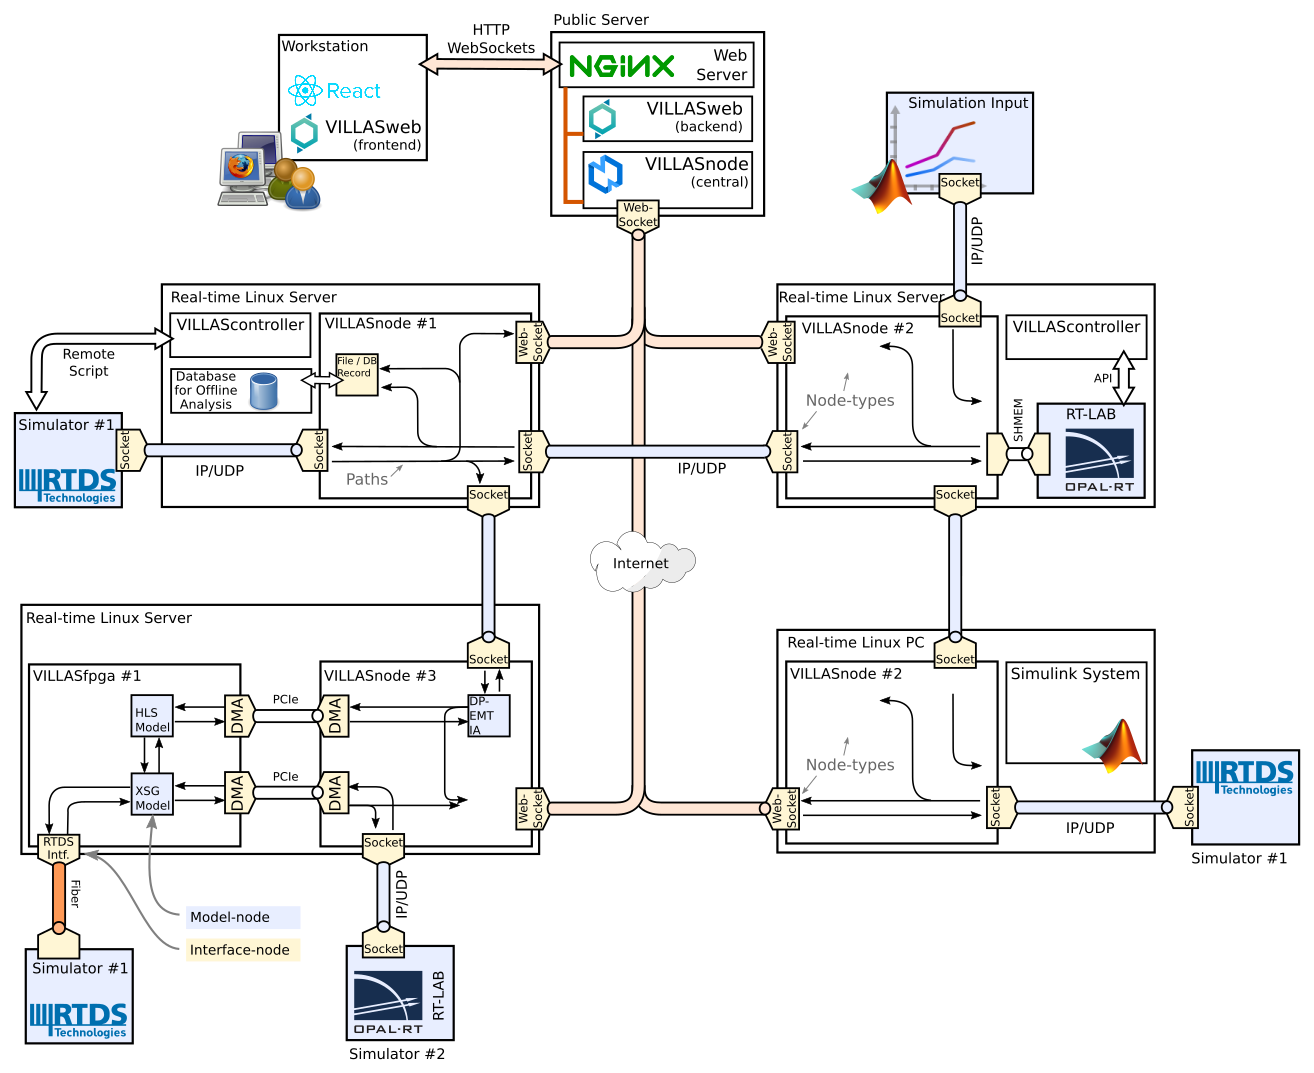 Public Server
HTTP
WebSockets
Workstation
React
VILLASweb
(frontend)
NGINX
Web
Server
VILLASweb
(backend)
VILLASnode
(central)
Web-
Socket
Simulation Input
Socket
IP/UDP
Real-time Linux Server
VILLAScontroller
Database
for Offline
Analysis
VILLASnode #1
File / DB
Record
Web-
Socket
Remote
Script
Simulator #1
RTDS
Technologies
Socket
IP/UDP
Socket
Paths
Socket
Socket
IP/UDP
Real-time Linux Server
Socket
VILLASnode #2
Web-
Socket
Node-types
Socket
VILLAScontroller
API
SHMEM
RT-LAB
OPAL-RT
Socket
Internet
Real-time Linux Server
VILLASfpga #1
HLS
Model
XSG
Model
DMA
PCIe
DMA
DMA
PCIe
DMA
VILLASnode #3
Socket
DP-
EMT
IA
Web-
Socket
RTDS
Intf.
Fiber
Socket
IP/UDP
Model-node
Interface-node
Simulator #1
RTDS
Technologies
Socket
RT-LAB
OPAL-RT
Simulator #2
Real-time Linux PC
Socket
VILLASnode #2
Node-types
Web-
Socket
Socket
Simulink System
IP/UDP
Socket
RTDS
Technologies
Simulator #1